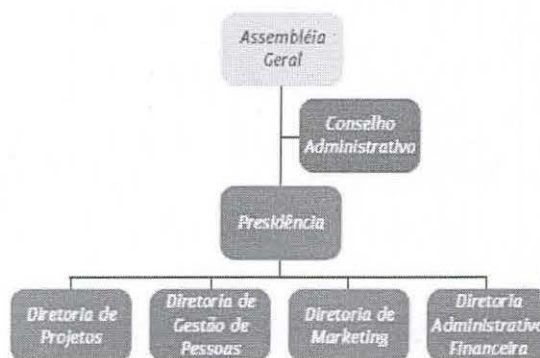 Assembléia
Geral
Conselho
Administrativo
Presidência
Diretoria de
Projetos
Diretoria de
Gestão de
Pessoas
Diretoria de
Marketing
Diretoria
Administrativo
Financeira